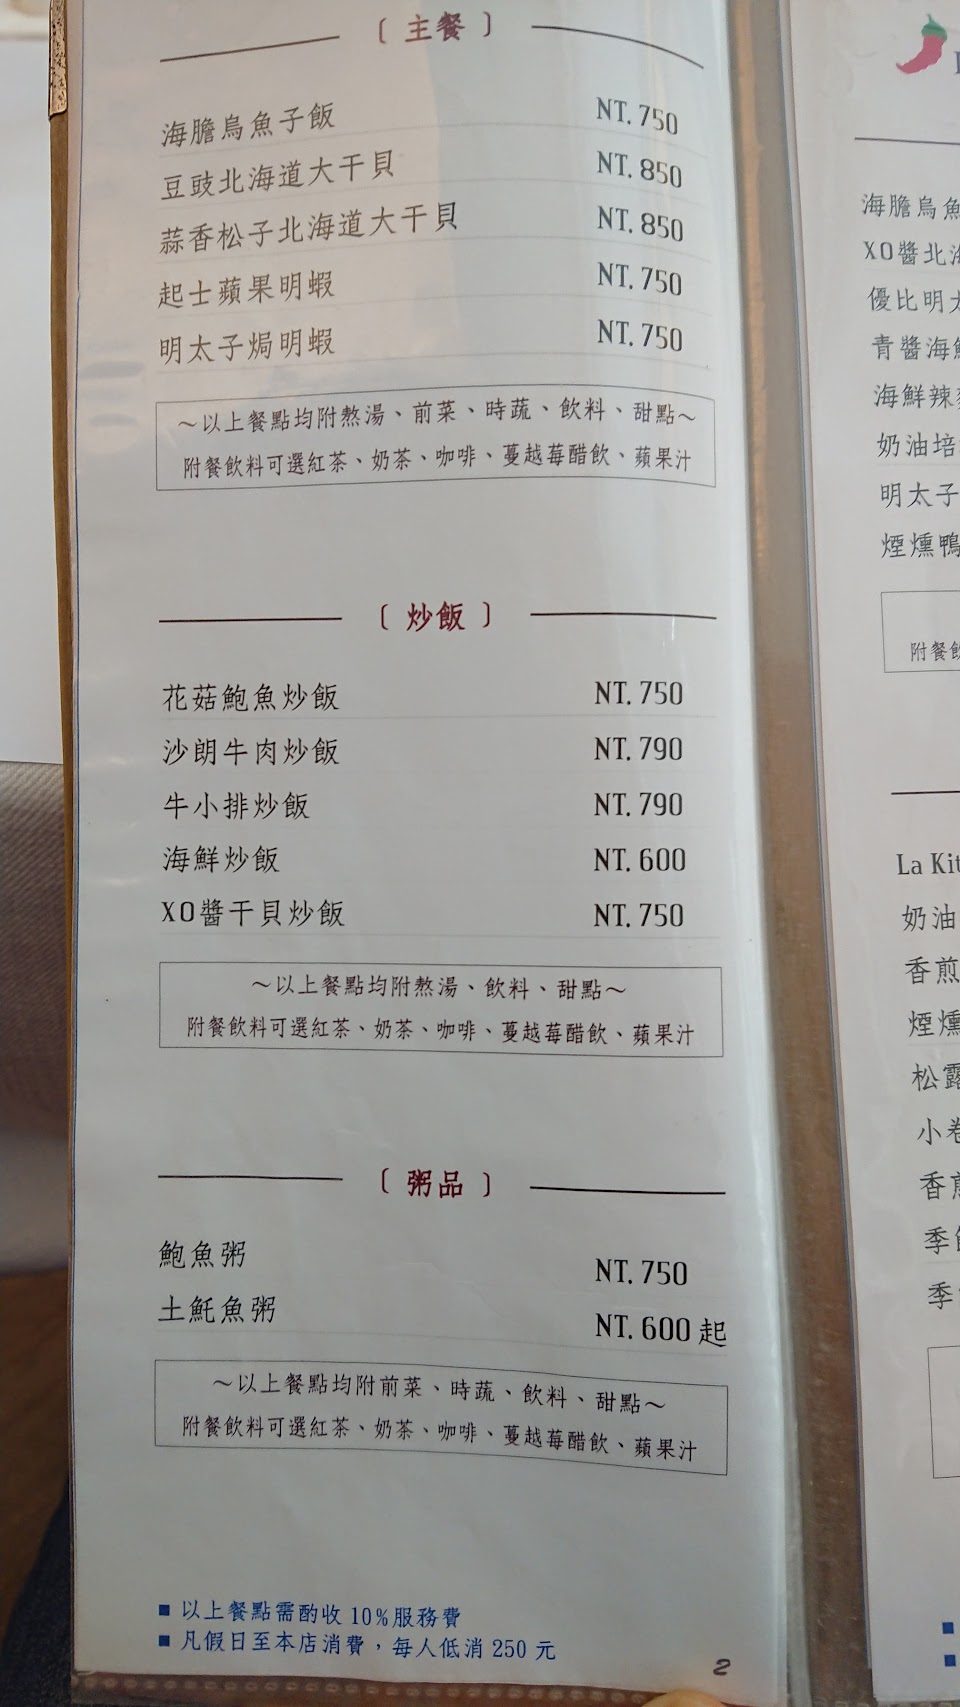 〔 主餐 〕
海膽烏魚子飯 NT. 750
豆豉北海道大干貝 NT. 850
蒜香松子北海道大干貝 NT. 850
起士蘋果明蝦 NT. 750
明太子焗明蝦 NT. 750
～以上餐點均附熬湯、前菜、時蔬、飲料、甜點～
附餐飲料可選紅茶、奶茶、咖啡、蔓越莓醋飲、蘋果汁
〔 炒飯 〕
花菇鮑魚炒飯 NT. 750
沙朗牛肉炒飯 NT. 790
牛小排炒飯 NT. 790
海鮮炒飯 NT. 600
XO醬干貝炒飯 NT. 750
～以上餐點均附熬湯、飲料、甜點～
附餐飲料可選紅茶、奶茶、咖啡、蔓越莓醋飲、蘋果汁
〔 粥品 〕
鮑魚粥 NT. 750
土魠魚粥 NT. 600 起
～以上餐點均附前菜、時蔬、飲料、甜點～
附餐飲料可選紅茶、奶茶、咖啡、蔓越莓醋飲、蘋果汁
■ 以上餐點需酌收 10%服務費
■ 凡假日至本店消費，每人低消 250 元
2
海膽烏魚
XO醬北海
優比明太
青醬海鮮
海鮮辣
奶油培
明太子
煙燻鴨
附餐飲
La Kit
奶油
香煎
煙燻
松露
小卷
香煎
季節
季